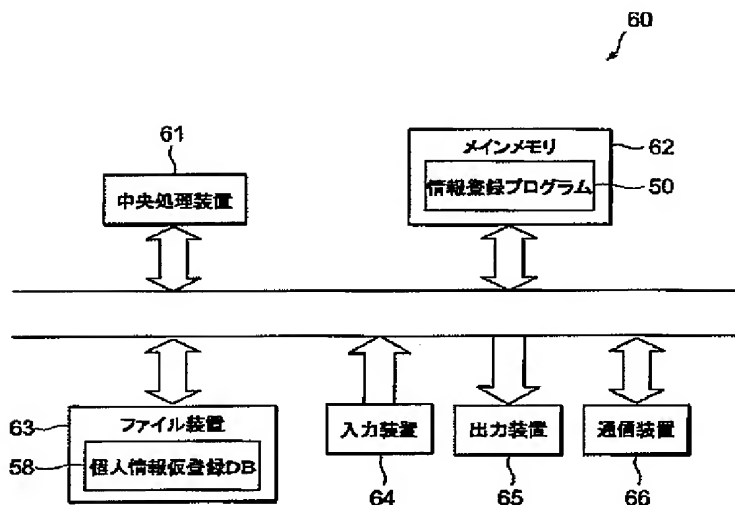 60
61
中央処理装置
メインメモリ
62
情報登録プログラム
50
63
ファイル装置
58
個人情報仮登録DB
入力装置
出力装置
通信装置
64
65
66